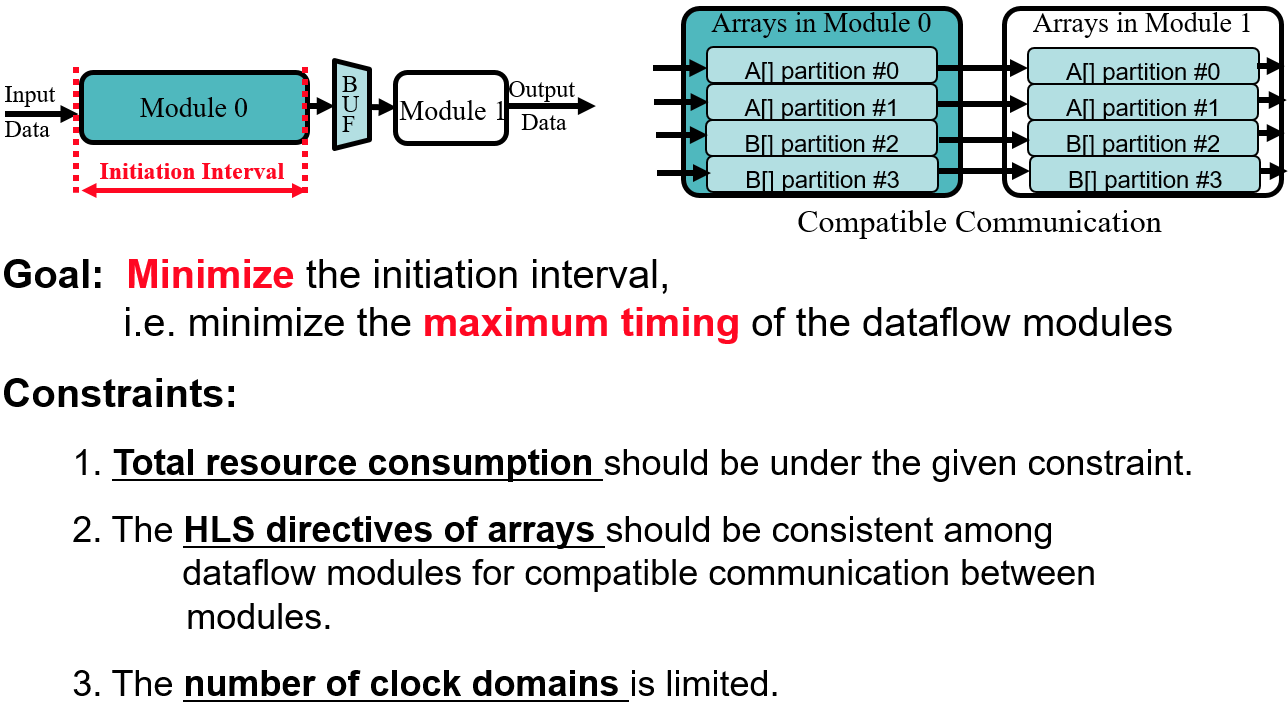 Input
Data
Module 0
B
U
F
Module 1
Output
Data
Initiation Interval
Arrays in Module 0
A[] partition #0
A[] partition #1
B[] partition #2
B[] partition #3
Arrays in Module 1
A[] partition #0
A[] partition #1
B[] partition #2
B[] partition #3
Compatible Communication
Goal: Minimize the initiation interval,
i.e. minimize the maximum timing of the dataflow modules
Constraints:
1. Total resource consumption should be under the given constraint.
2. The HLS directives of arrays should be consistent among
dataflow modules for compatible communication between
modules.
3. The number of clock domains is limited.